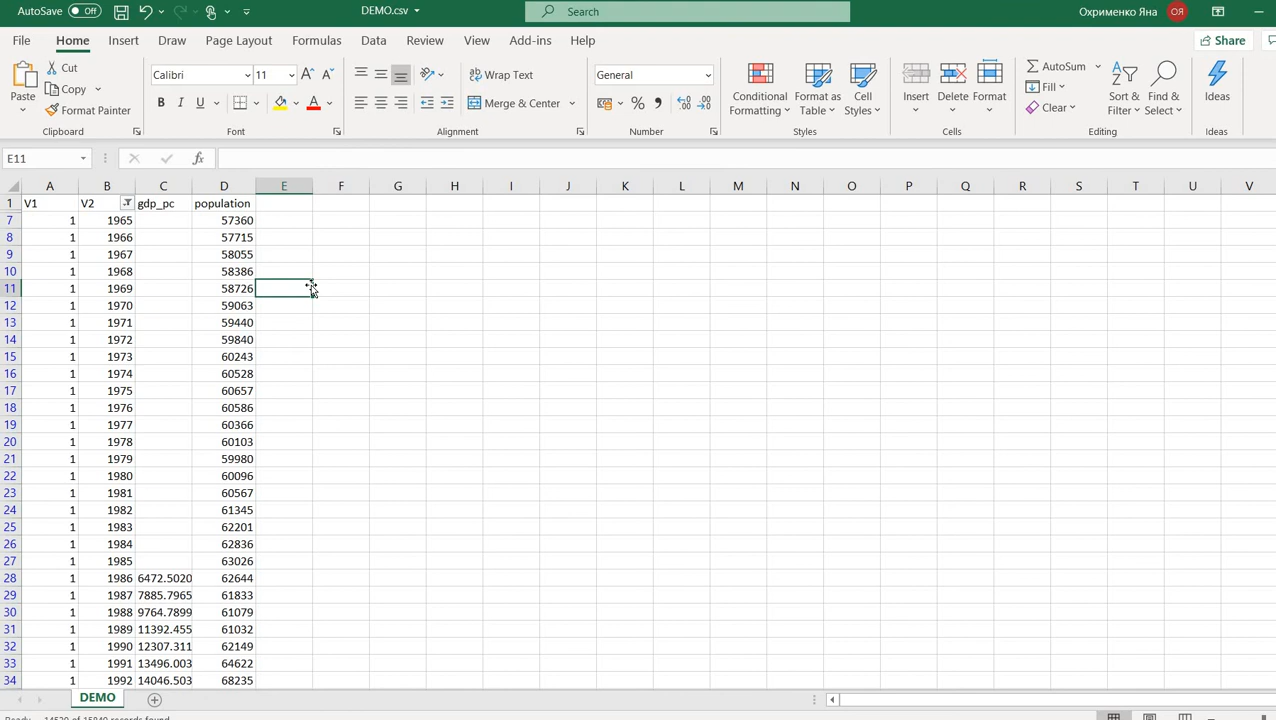 AutoSave Off DEMO.csv Search Охрименко Яна ОЯ
File Home Insert Draw Page Layout Formulas Data Review View Add-ins Help Share
Paste Cut Copy Format Painter Clipboard
Calibri 11 A A B I U A Font
Wrap Text Merge & Center Alignment
General % Number
Conditional Formatting Format as Table Cell Styles Styles
Insert Delete Format Cells
AutoSum Fill Clear Sort & Filter Find & Select Editing
Ideas Ideas
E11 fx
A B C D E F G H I J K L M N O P Q R S T U V
1 V1 V2 gdp_pc population
7 1 1965 57360
8 1 1966 57715
9 1 1967 58055
10 1 1968 58386
11 1 1969 58726
12 1 1970 59063
13 1 1971 59440
14 1 1972 59840
15 1 1973 60243
16 1 1974 60528
17 1 1975 60657
18 1 1976 60586
19 1 1977 60366
20 1 1978 60103
21 1 1979 59980
22 1 1980 60096
23 1 1981 60567
24 1 1982 61345
25 1 1983 62201
26 1 1984 62836
27 1 1985 63026
28 1 1986 6472.5020 62644
29 1 1987 7885.7965 61833
30 1 1988 9764.7899 61079
31 1 1989 11392.455 61032
32 1 1990 12307.311 62149
33 1 1991 13496.003 64622
34 1 1992 14046.503 68235
DEMO